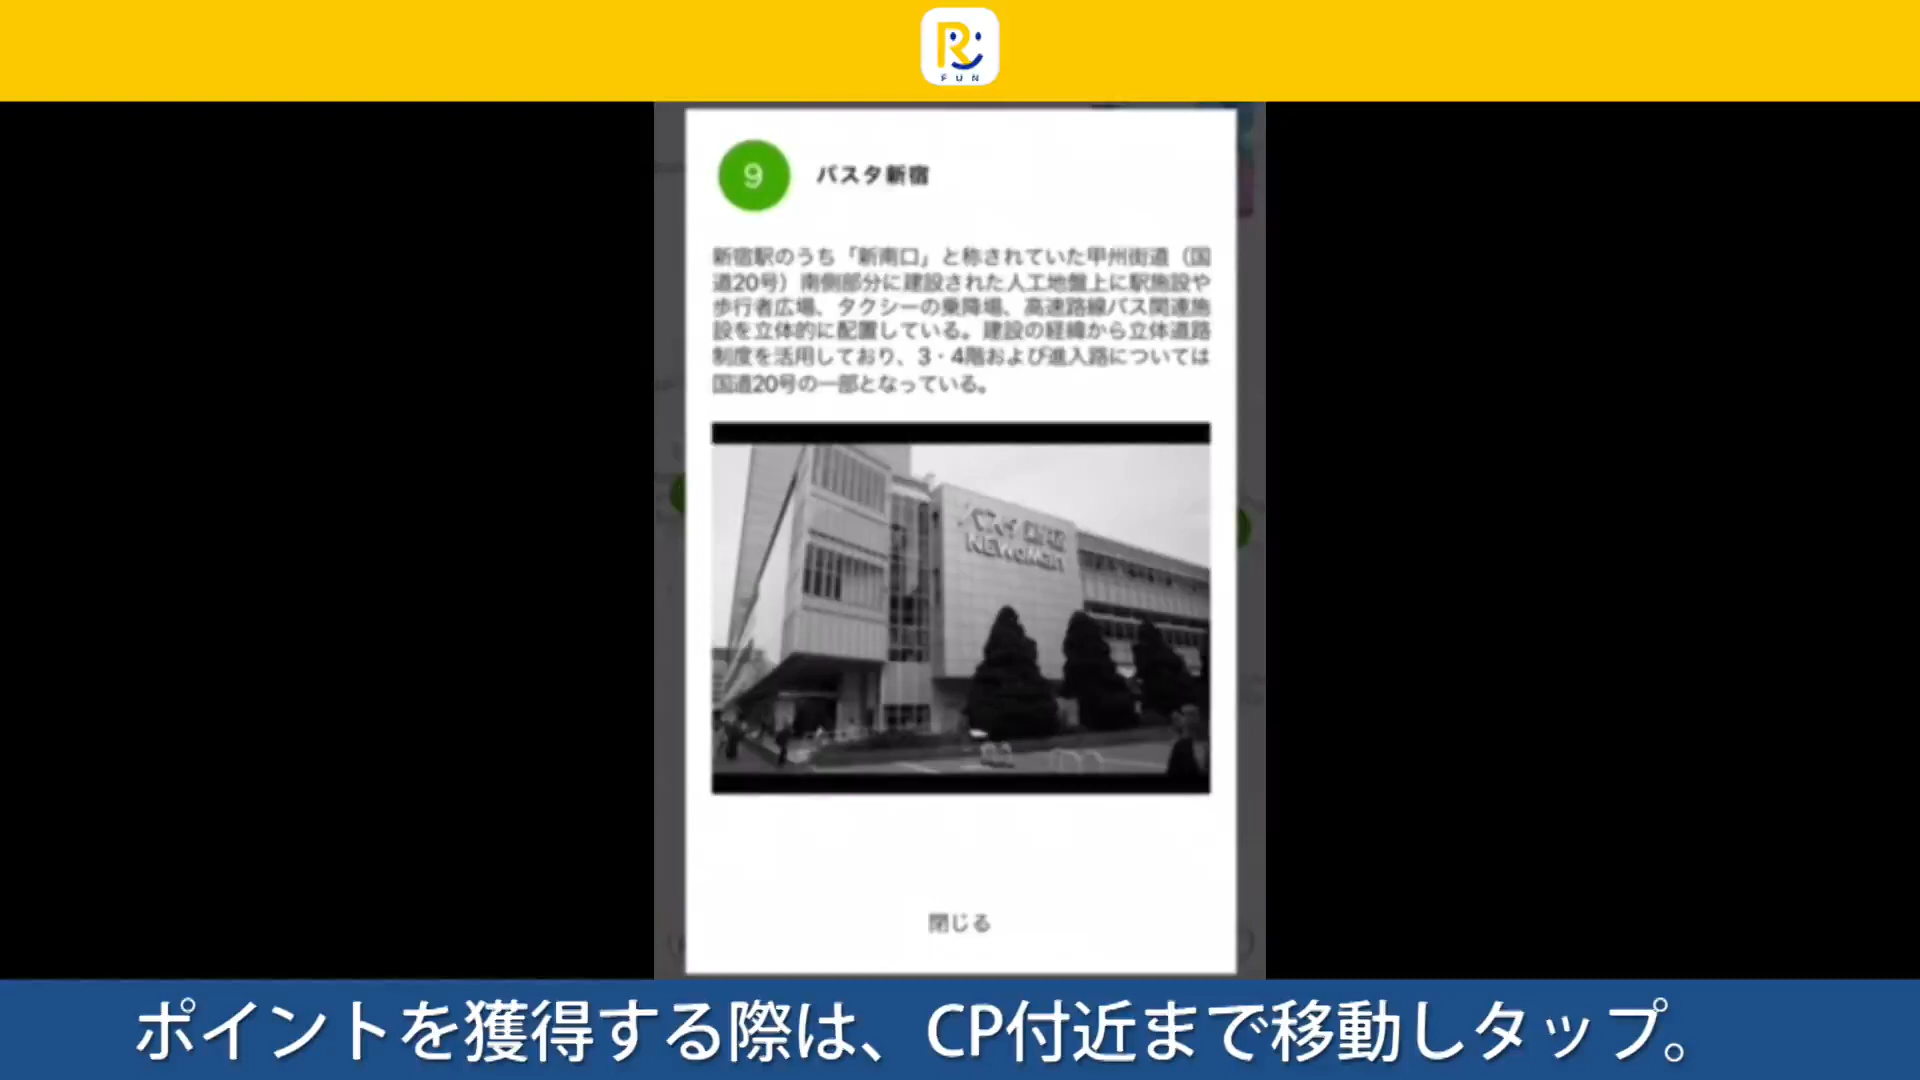 R
FUN
9
バスタ新宿
新宿駅のうち「新南口」と称されていた甲州街道（国
道20号）南側部分に建設された人工地盤上に駅施設や
歩行者広場、タクシーの乗降場、高速路線バス関連施
設を立体的に配置している。建設の経緯から立体道路
制度を活用しており、3・4階および進入路については
国道20号の一部となっている。
バスタ 新宿
NEWoMan
閉じる
ポイントを獲得する際は、CP付近まで移動しタップ。